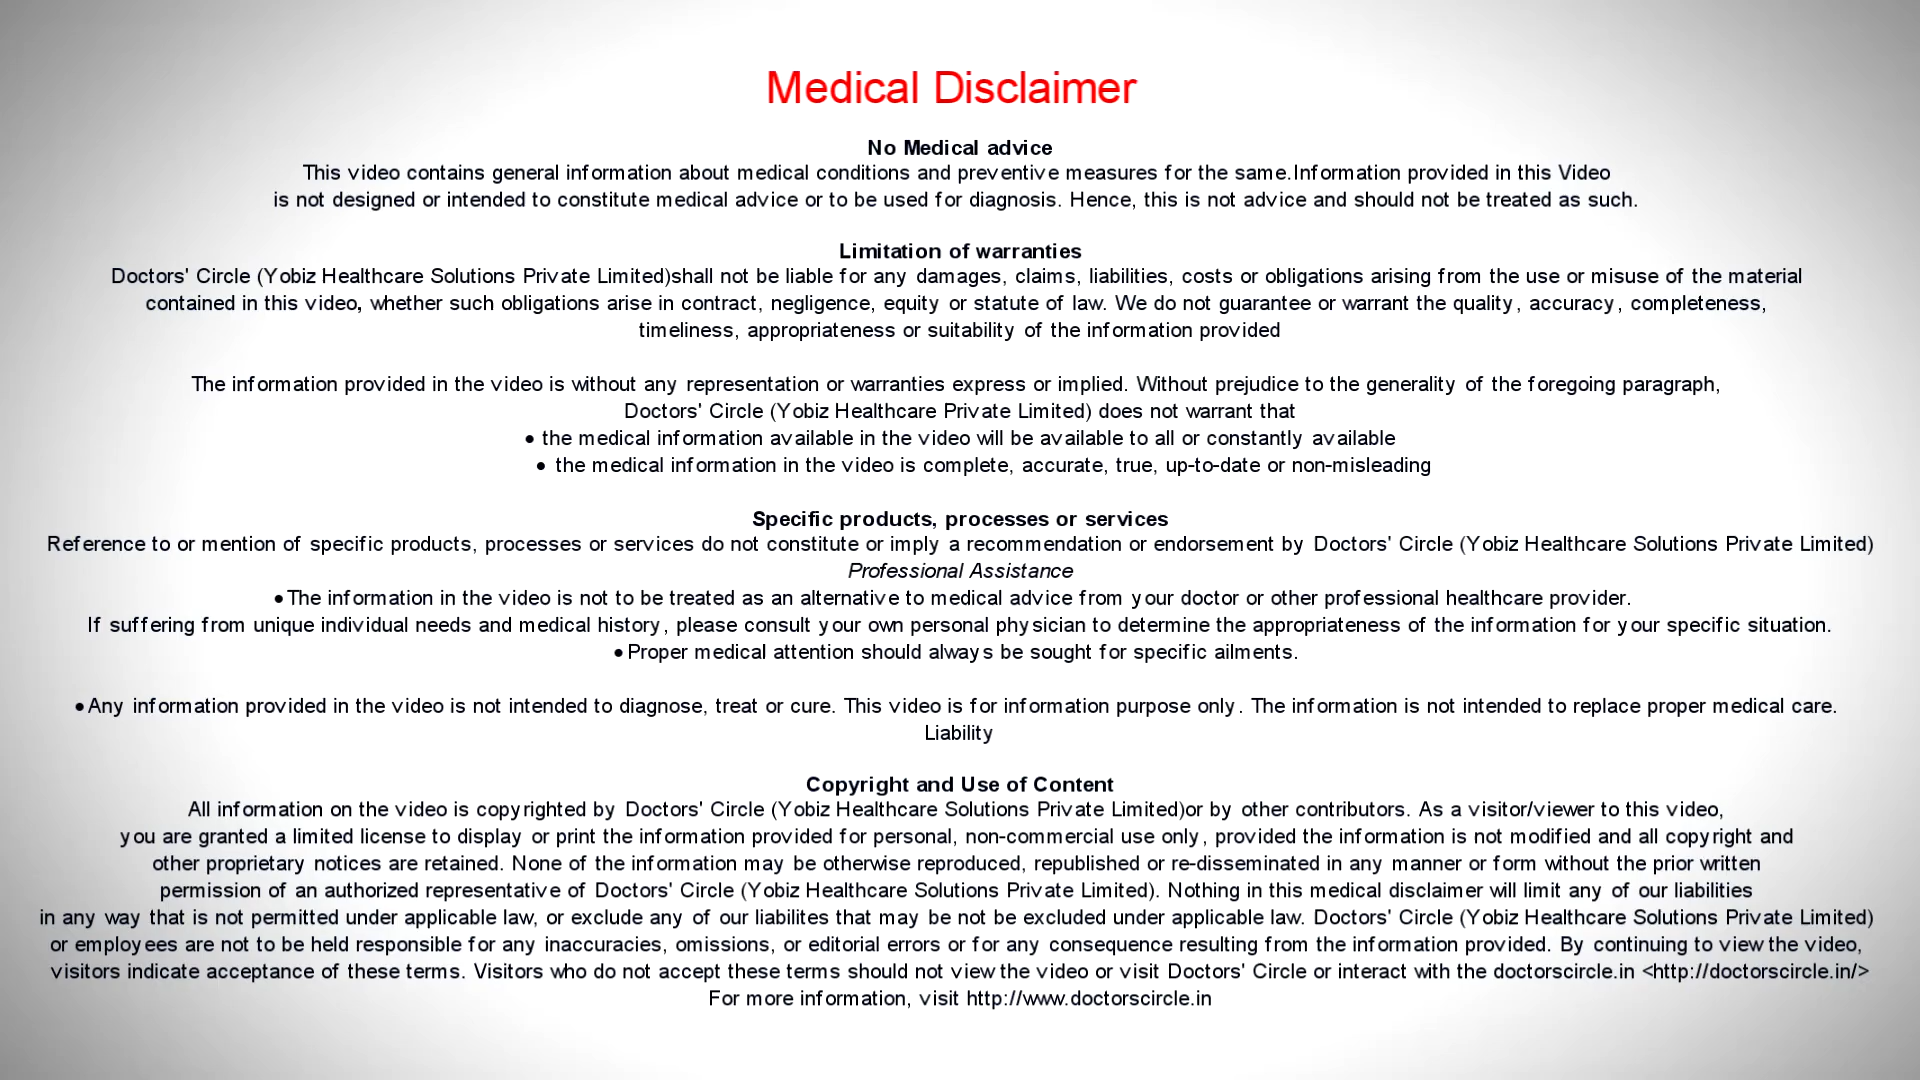 Medical Disclaimer
No Medical advice
This video contains general information about medical conditions and preventive measures for the same.Information provided in this Video
is not designed or intended to constitute medical advice or to be used for diagnosis. Hence, this is not advice and should not be treated as such.
Limitation of warranties
Doctors' Circle (Yobiz Healthcare Solutions Private Limited)shall not be liable for any damages, claims, liabilities, costs or obligations arising from the use or misuse of the material
contained in this video, whether such obligations arise in contract, negligence, equity or statute of law. We do not guarantee or warrant the quality, accuracy, completeness,
timeliness, appropriateness or suitability of the information provided
The information provided in the video is without any representation or warranties express or implied. Without prejudice to the generality of the foregoing paragraph,
Doctors' Circle (Yobiz Healthcare Private Limited) does not warrant that
• the medical information available in the video will be available to all or constantly available
• the medical information in the video is complete, accurate, true, up-to-date or non-misleading
Specific products, processes or services
Reference to or mention of specific products, processes or services do not constitute or imply a recommendation or endorsement by Doctors' Circle (Yobiz Healthcare Solutions Private Limited)
Professional Assistance
•The information in the video is not to be treated as an alternative to medical advice from your doctor or other professional healthcare provider.
If suffering from unique individual needs and medical history, please consult your own personal physician to determine the appropriateness of the information for your specific situation.
•Proper medical attention should always be sought for specific ailments.
•Any information provided in the video is not intended to diagnose, treat or cure. This video is for information purpose only. The information is not intended to replace proper medical care.
Liability
Copyright and Use of Content
All information on the video is copyrighted by Doctors' Circle (Yobiz Healthcare Solutions Private Limited)or by other contributors. As a visitor/viewer to this video,
you are granted a limited license to display or print the information provided for personal, non-commercial use only, provided the information is not modified and all copyright and
other proprietary notices are retained. None of the information may be otherwise reproduced, republished or re-disseminated in any manner or form without the prior written
permission of an authorized representative of Doctors' Circle (Yobiz Healthcare Solutions Private Limited). Nothing in this medical disclaimer will limit any of our liabilities
in any way that is not permitted under applicable law, or exclude any of our liabilites that may be not be excluded under applicable law. Doctors' Circle (Yobiz Healthcare Solutions Private Limited)
or employees are not to be held responsible for any inaccuracies, omissions, or editorial errors or for any consequence resulting from the information provided. By continuing to view the video,
visitors indicate acceptance of these terms. Visitors who do not accept these terms should not view the video or visit Doctors' Circle or interact with the doctorscircle.in <http://doctorscircle.in/>
For more information, visit http://www.doctorscircle.in